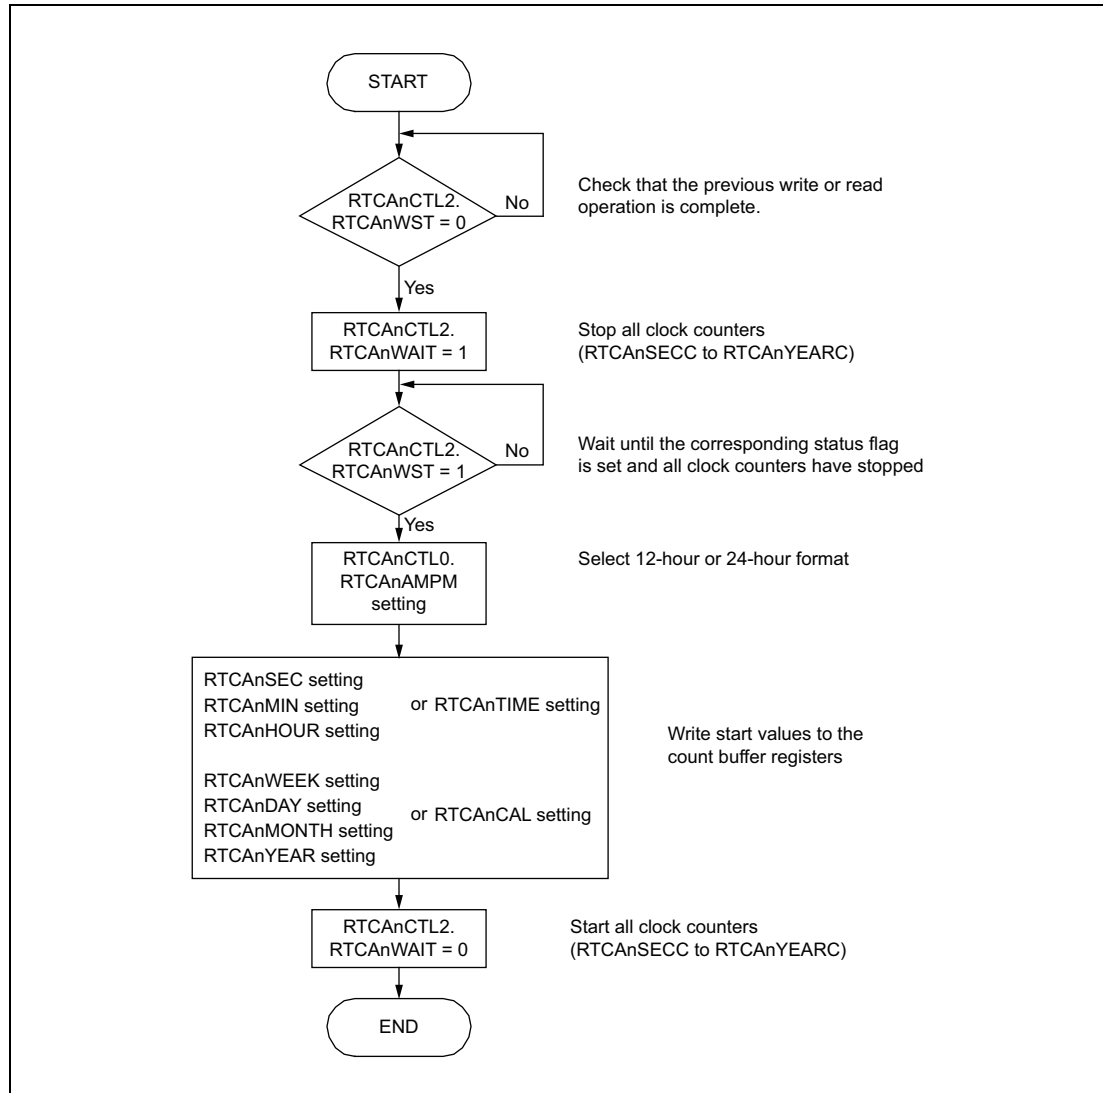 START
RTCAnCTL2.
RTCAnWST = 0
No
Check that the previous write or read
operation is complete.
Yes
RTCAnCTL2.
RTCAnWAIT = 1
Stop all clock counters
(RTCAnSECC to RTCAnYEARC)
RTCAnCTL2.
RTCAnWST = 1
No
Wait until the corresponding status flag
is set and all clock counters have stopped
Yes
RTCAnCTL0.
RTCAnAMPM
setting
Select 12-hour or 24-hour format
RTCAnSEC setting
RTCAnMIN setting
RTCAnHOUR setting
or RTCAnTIME setting
RTCAnWEEK setting
RTCAnDAY setting
RTCAnMONTH setting
RTCAnYEAR setting
or RTCAnCAL setting
Write start values to the
count buffer registers
RTCAnCTL2.
RTCAnWAIT = 0
Start all clock counters
(RTCAnSECC to RTCAnYEARC)
END